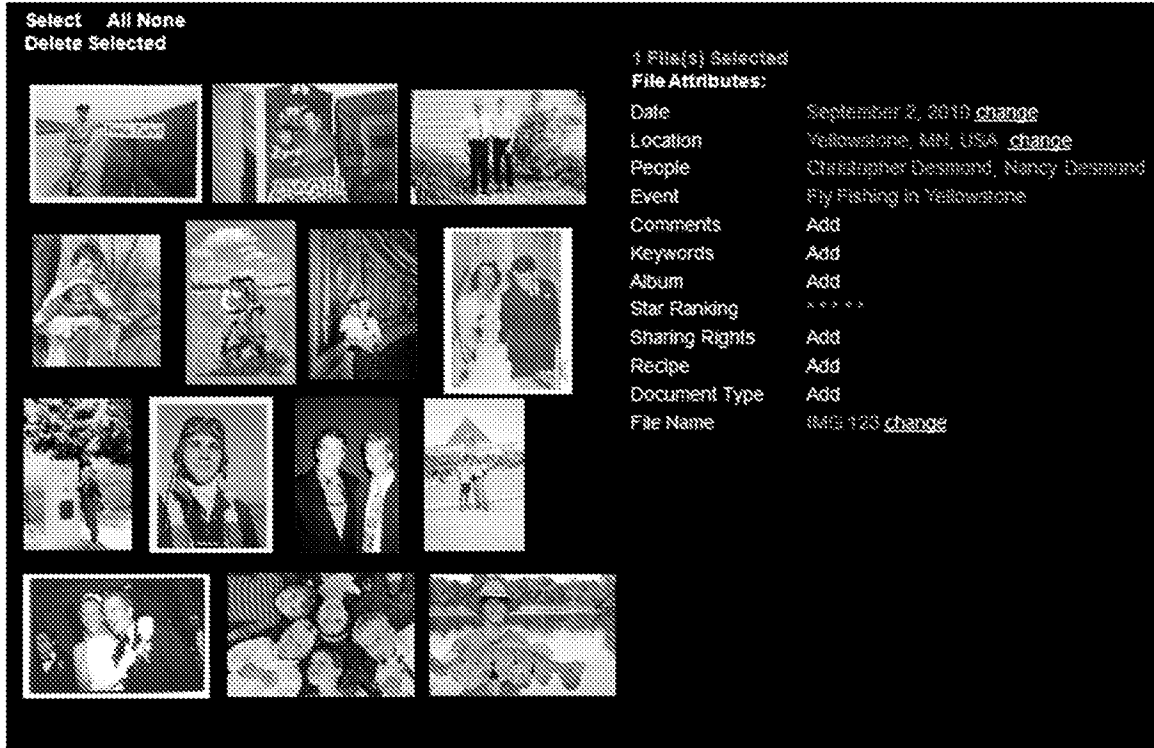 Select All None
Delete Selected
1 File(s) Selected
File Attributes:
Date September 2, 2010 change
Location Yellowstone, MN, USA change
People Christopher Desmond, Nancy Desmond
Event Fly Fishing in Yellowstone
Comments Add
Keywords Add
Album Add
Star Ranking * * * * *
Sharing Rights Add
Recipe Add
Document Type Add
File Name IMG 123 change